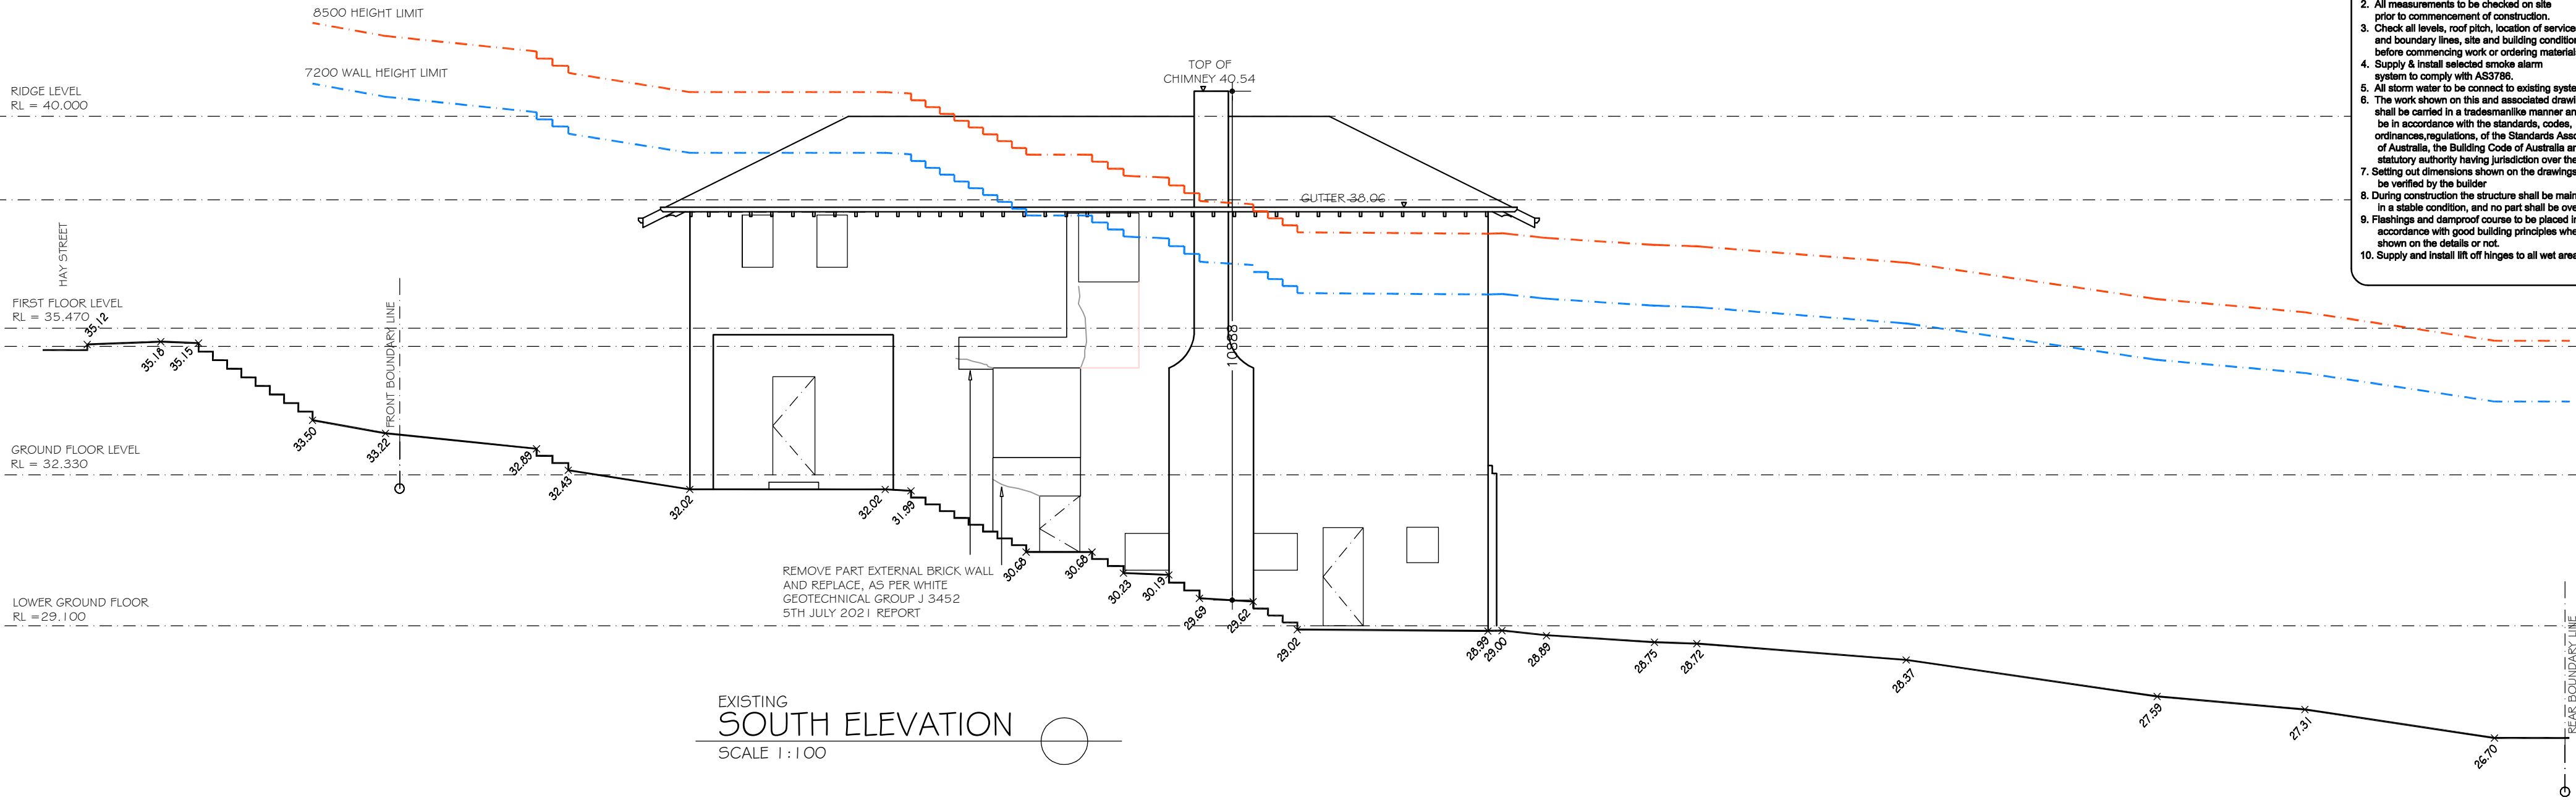 8500 HEIGHT LIMIT
7200 WALL HEIGHT LIMIT
RIDGE LEVEL
RL = 40.000
TOP OF
CHIMNEY 40.54
GUTTER 38.06
HAY STREET
FIRST FLOOR LEVEL
RL = 35.470
35.12
35.18
35.15
FRONT BOUNDARY LINE
33.50
33.22
32.89
32.43
GROUND FLOOR LEVEL
RL = 32.330
32.02
32.02
31.99
10888
REMOVE PART EXTERNAL BRICK WALL
AND REPLACE, AS PER WHITE
GEOTECHNICAL GROUP J 3452
5TH JULY 2021 REPORT
30.68
30.68
30.23
30.19
29.69
29.62
29.02
28.99
29.00
28.89
28.75
28.72
28.37
27.59
27.31
26.70
LOWER GROUND FLOOR
RL =29.100
REAR BOUNDARY LINE
EXISTING
SOUTH ELEVATION
SCALE 1:100
2. All measurements to be checked on site
prior to commencement of construction.
3. Check all levels, roof pitch, location of service
and boundary lines, site and building condition
before commencing work or ordering material
4. Supply & install selected smoke alarm
system to comply with AS3786.
5. All storm water to be connect to existing syste
6. The work shown on this and associated drawi
shall be carried in a tradesmanlike manner an
be in accordance with the standards, codes,
ordinances,regulations, of the Standards Asso
of Australia, the Building Code of Australia an
statutory authority having jurisdiction over the
7. Setting out dimensions shown on the drawings
be verified by the builder
8. During construction the structure shall be main
in a stable condition, and no part shall be ove
9. Flashings and damproof course to be placed in
accordance with good building principles whe
shown on the details or not.
10. Supply and install lift off hinges to all wet area